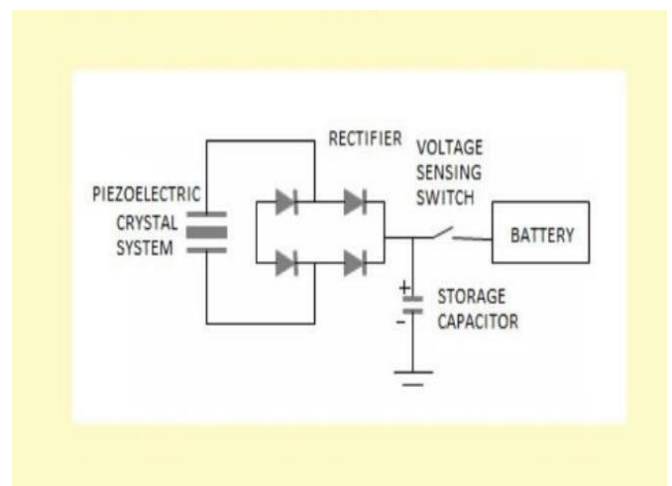 RECTIFIER
VOLTAGE
SENSING
SWITCH
PIEZOELECTRIC
CRYSTAL
SYSTEM
BATTERY
+
STORAGE
CAPACITOR
−